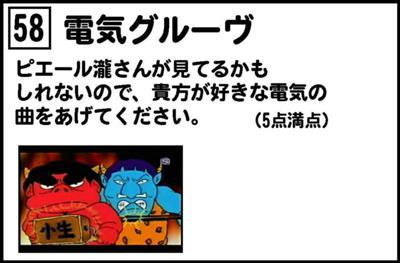 58 電気グルーヴ
ピエール瀧さんが見てるかも
しれないので、貴方が好きな電気の
曲をあげてください。 (5点満点)
小生